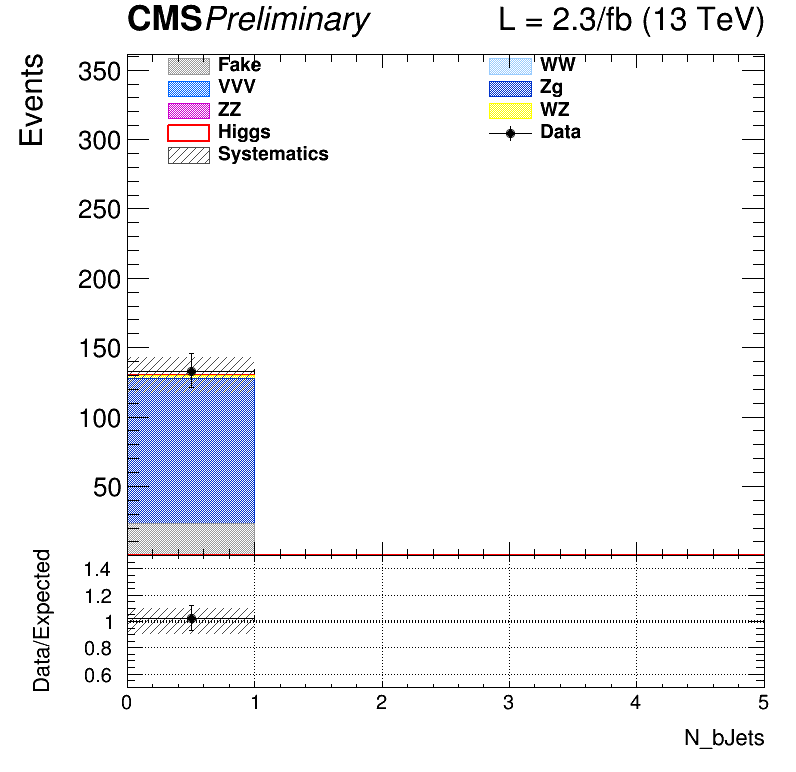 CMSPreliminary L = 2.3/fb (13 TeV)
Events
350
300
250
200
150
100
50
Fake WW
VVV Zg
ZZ WZ
Higgs Data
Systematics
Data/Expected
1.4
1.2
1
0.8
0.6
0 1 2 3 4 5
N_bJets